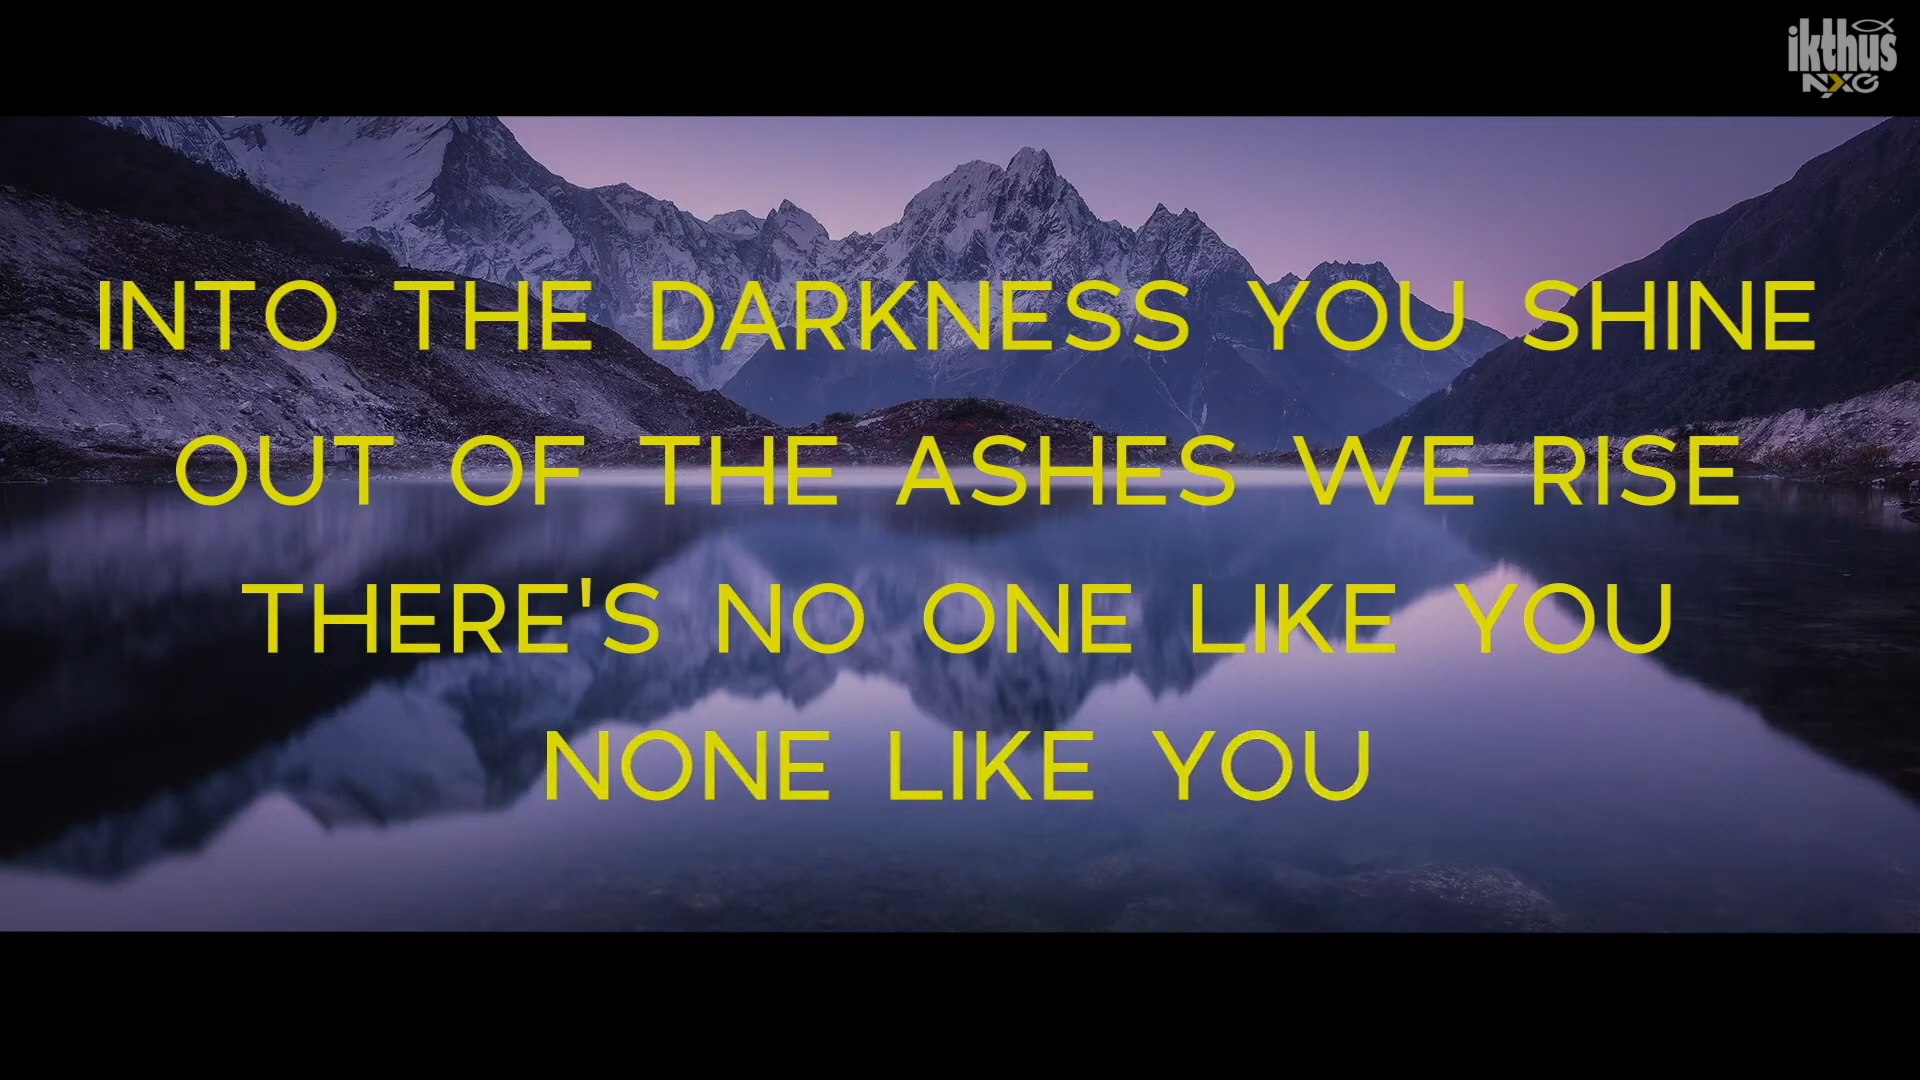 ikthus
NXG
INTO THE DARKNESS YOU SHINE
OUT OF THE ASHES WE RISE
THERE'S NO ONE LIKE YOU
NONE LIKE YOU